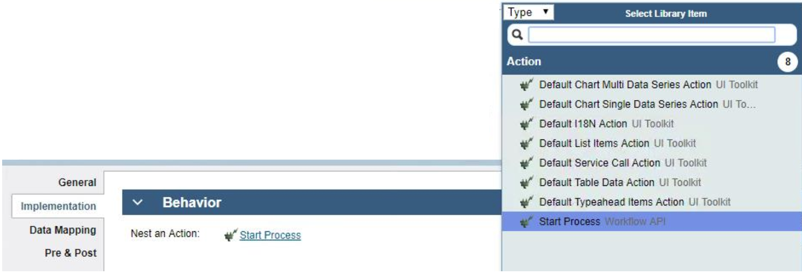 Type ▼ Select Library Item
Action 8
Default Chart Multi Data Series Action UI Toolkit
Default Chart Single Data Series Action UI To...
Default I18N Action UI Toolkit
Default List Items Action UI Toolkit
Default Service Call Action UI Toolkit
Default Table Data Action UI Toolkit
Default Typeahead Items Action UI Toolkit
Start Process Workflow API
General
Implementation
Data Mapping
Pre & Post
Behavior
Nest an Action: Start Process